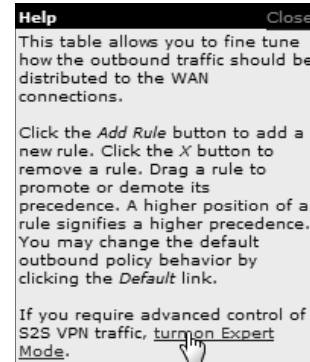 Help Close
This table allows you to fine tune
how the outbound traffic should be
distributed to the WAN
connections.
Click the Add Rule button to add a
new rule. Click the X button to
remove a rule. Drag a rule to
promote or demote its
precedence. A higher position of a
rule signifies a higher precedence.
You may change the default
outbound policy behavior by
clicking the Default link.
If you require advanced control of
S2S VPN traffic, turn on Expert
Mode.